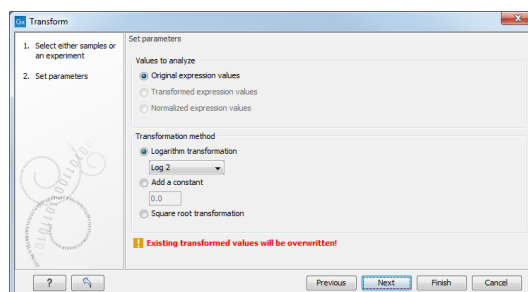 Gx Transform
1. Select either samples or
an experiment
2. Set parameters
Set parameters
Values to analyze
Original expression values
Transformed expression values
Normalized expression values
Transformation method
Logarithm transformation
Log 2
Add a constant
0.0
Square root transformation
Existing transformed values will be overwritten!
? Previous Next Finish Cancel